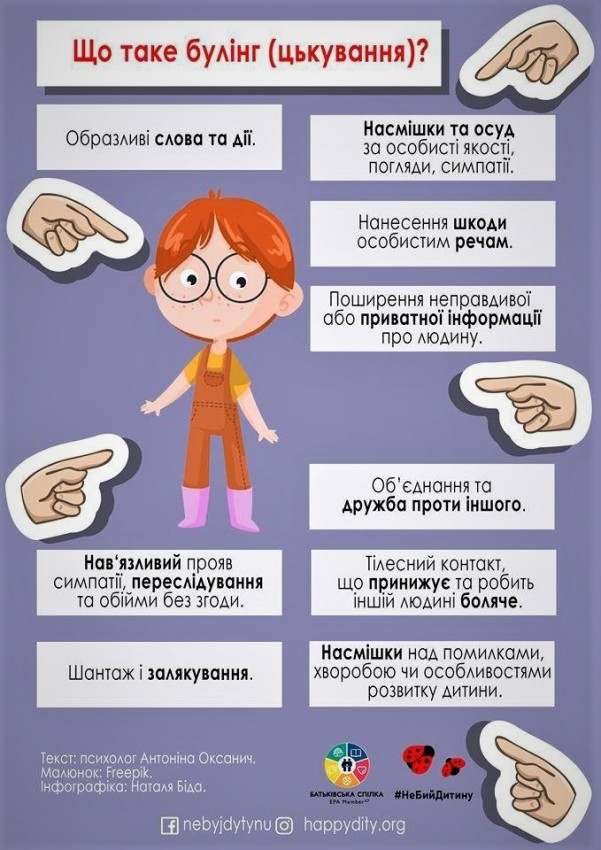 Що таке булінг (цькування)?
Образливі слова та дії.
Насмішки та осуд
за особисті якості,
погляди, симпатії.
Нанесення шкоди
особистим речам.
Поширення неправдивої
або приватної інформації
про людину.
Об’єднання та
дружба проти іншого.
Нав‘язливий прояв
симпатії, переслідування
та обійми без згоди.
Тілесний контакт,
що принижує та робить
іншій людині боляче.
Шантаж і залякування.
Насмішки над помилками,
хворобою чи особливостями
розвитку дитини.
Текст: психолог Антоніна Оксанич.
Малюнок: Freepik.
Інфографіка: Наталя Біда.
БАТЬКІВСЬКА СПІЛКА
EPA Member
#НеБийДитину
nebyjdytynu happydity.org